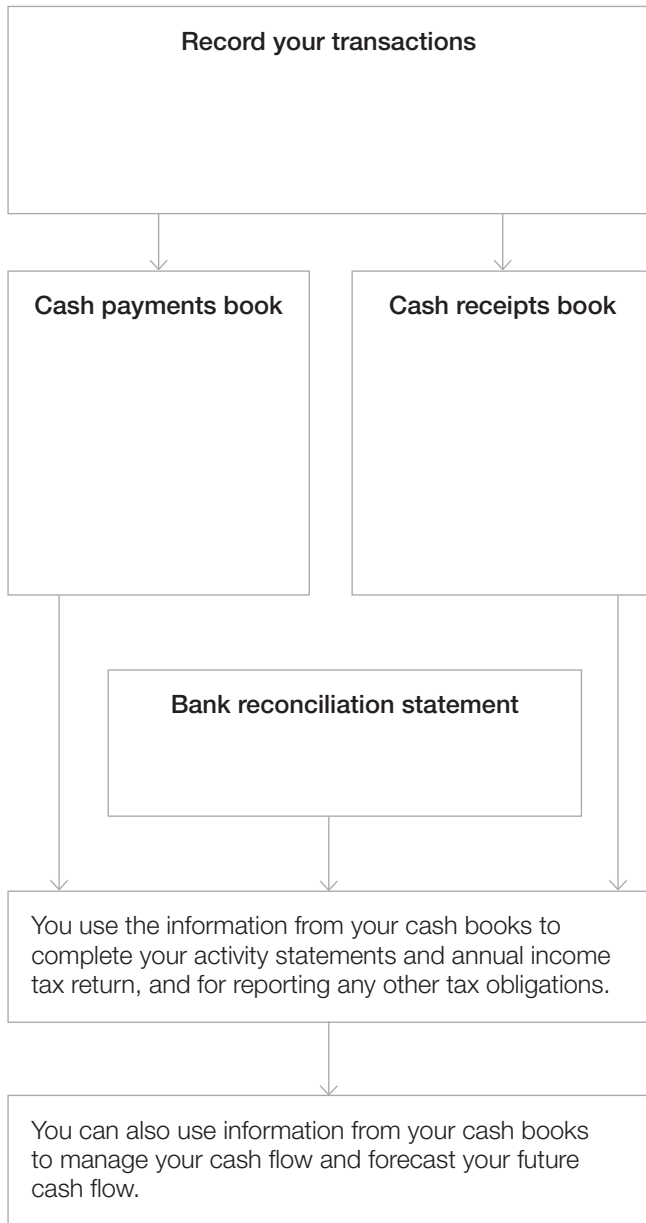 Record your transactions
Cash payments book
Cash receipts book
Bank reconciliation statement
You use the information from your cash books to
complete your activity statements and annual income
tax return, and for reporting any other tax obligations.
You can also use information from your cash books
to manage your cash flow and forecast your future
cash flow.